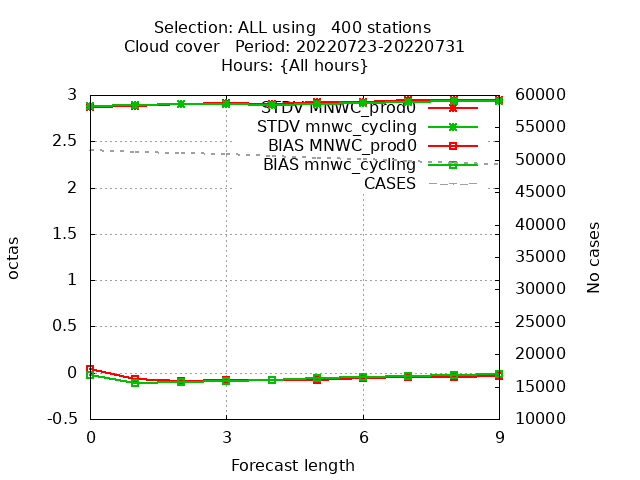 Selection: ALL using   400 stations
Cloud cover   Period: 20220723-20220731
Hours: {All hours}
3
2.5
2
1.5
1
0.5
0
-0.5
octas
60000
55000
50000
45000
40000
35000
30000
25000
20000
15000
10000
No cases
STDV MNWC_prod0
STDV mnwc_cycling
BIAS MNWC_prod0
BIAS mnwc_cycling
CASES
0 3 6 9
Forecast length